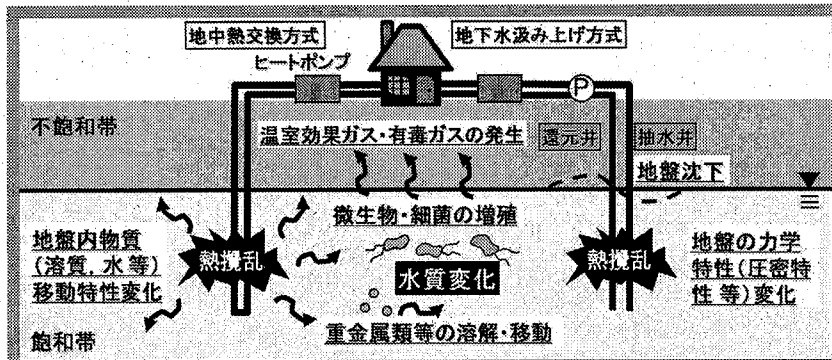 地中熱交換方式
地下水汲み上げ方式
ヒートポンプ
P
不飽和帯
温室効果ガス・有毒ガスの発生
還元井
抽水井
地盤沈下
微生物・細菌の増殖
地盤内物質
(溶質,水等)
移動特性変化
熱攪乱
水質変化
熱攪乱
地盤の力学
特性(圧密特
性等)変化
重金属類等の溶解・移動
飽和帯